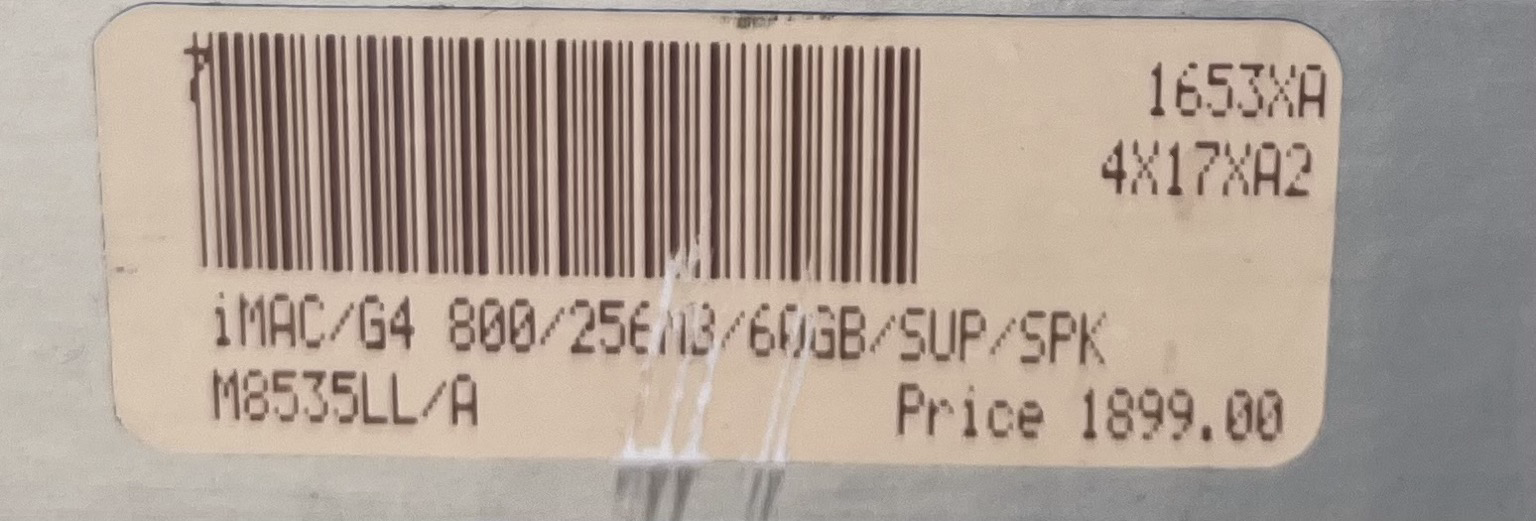 1653XA
4X17XA2
iMAC/G4 800/256MB/60GB/SUP/SPK
M8535LL/A
Price 1899.00